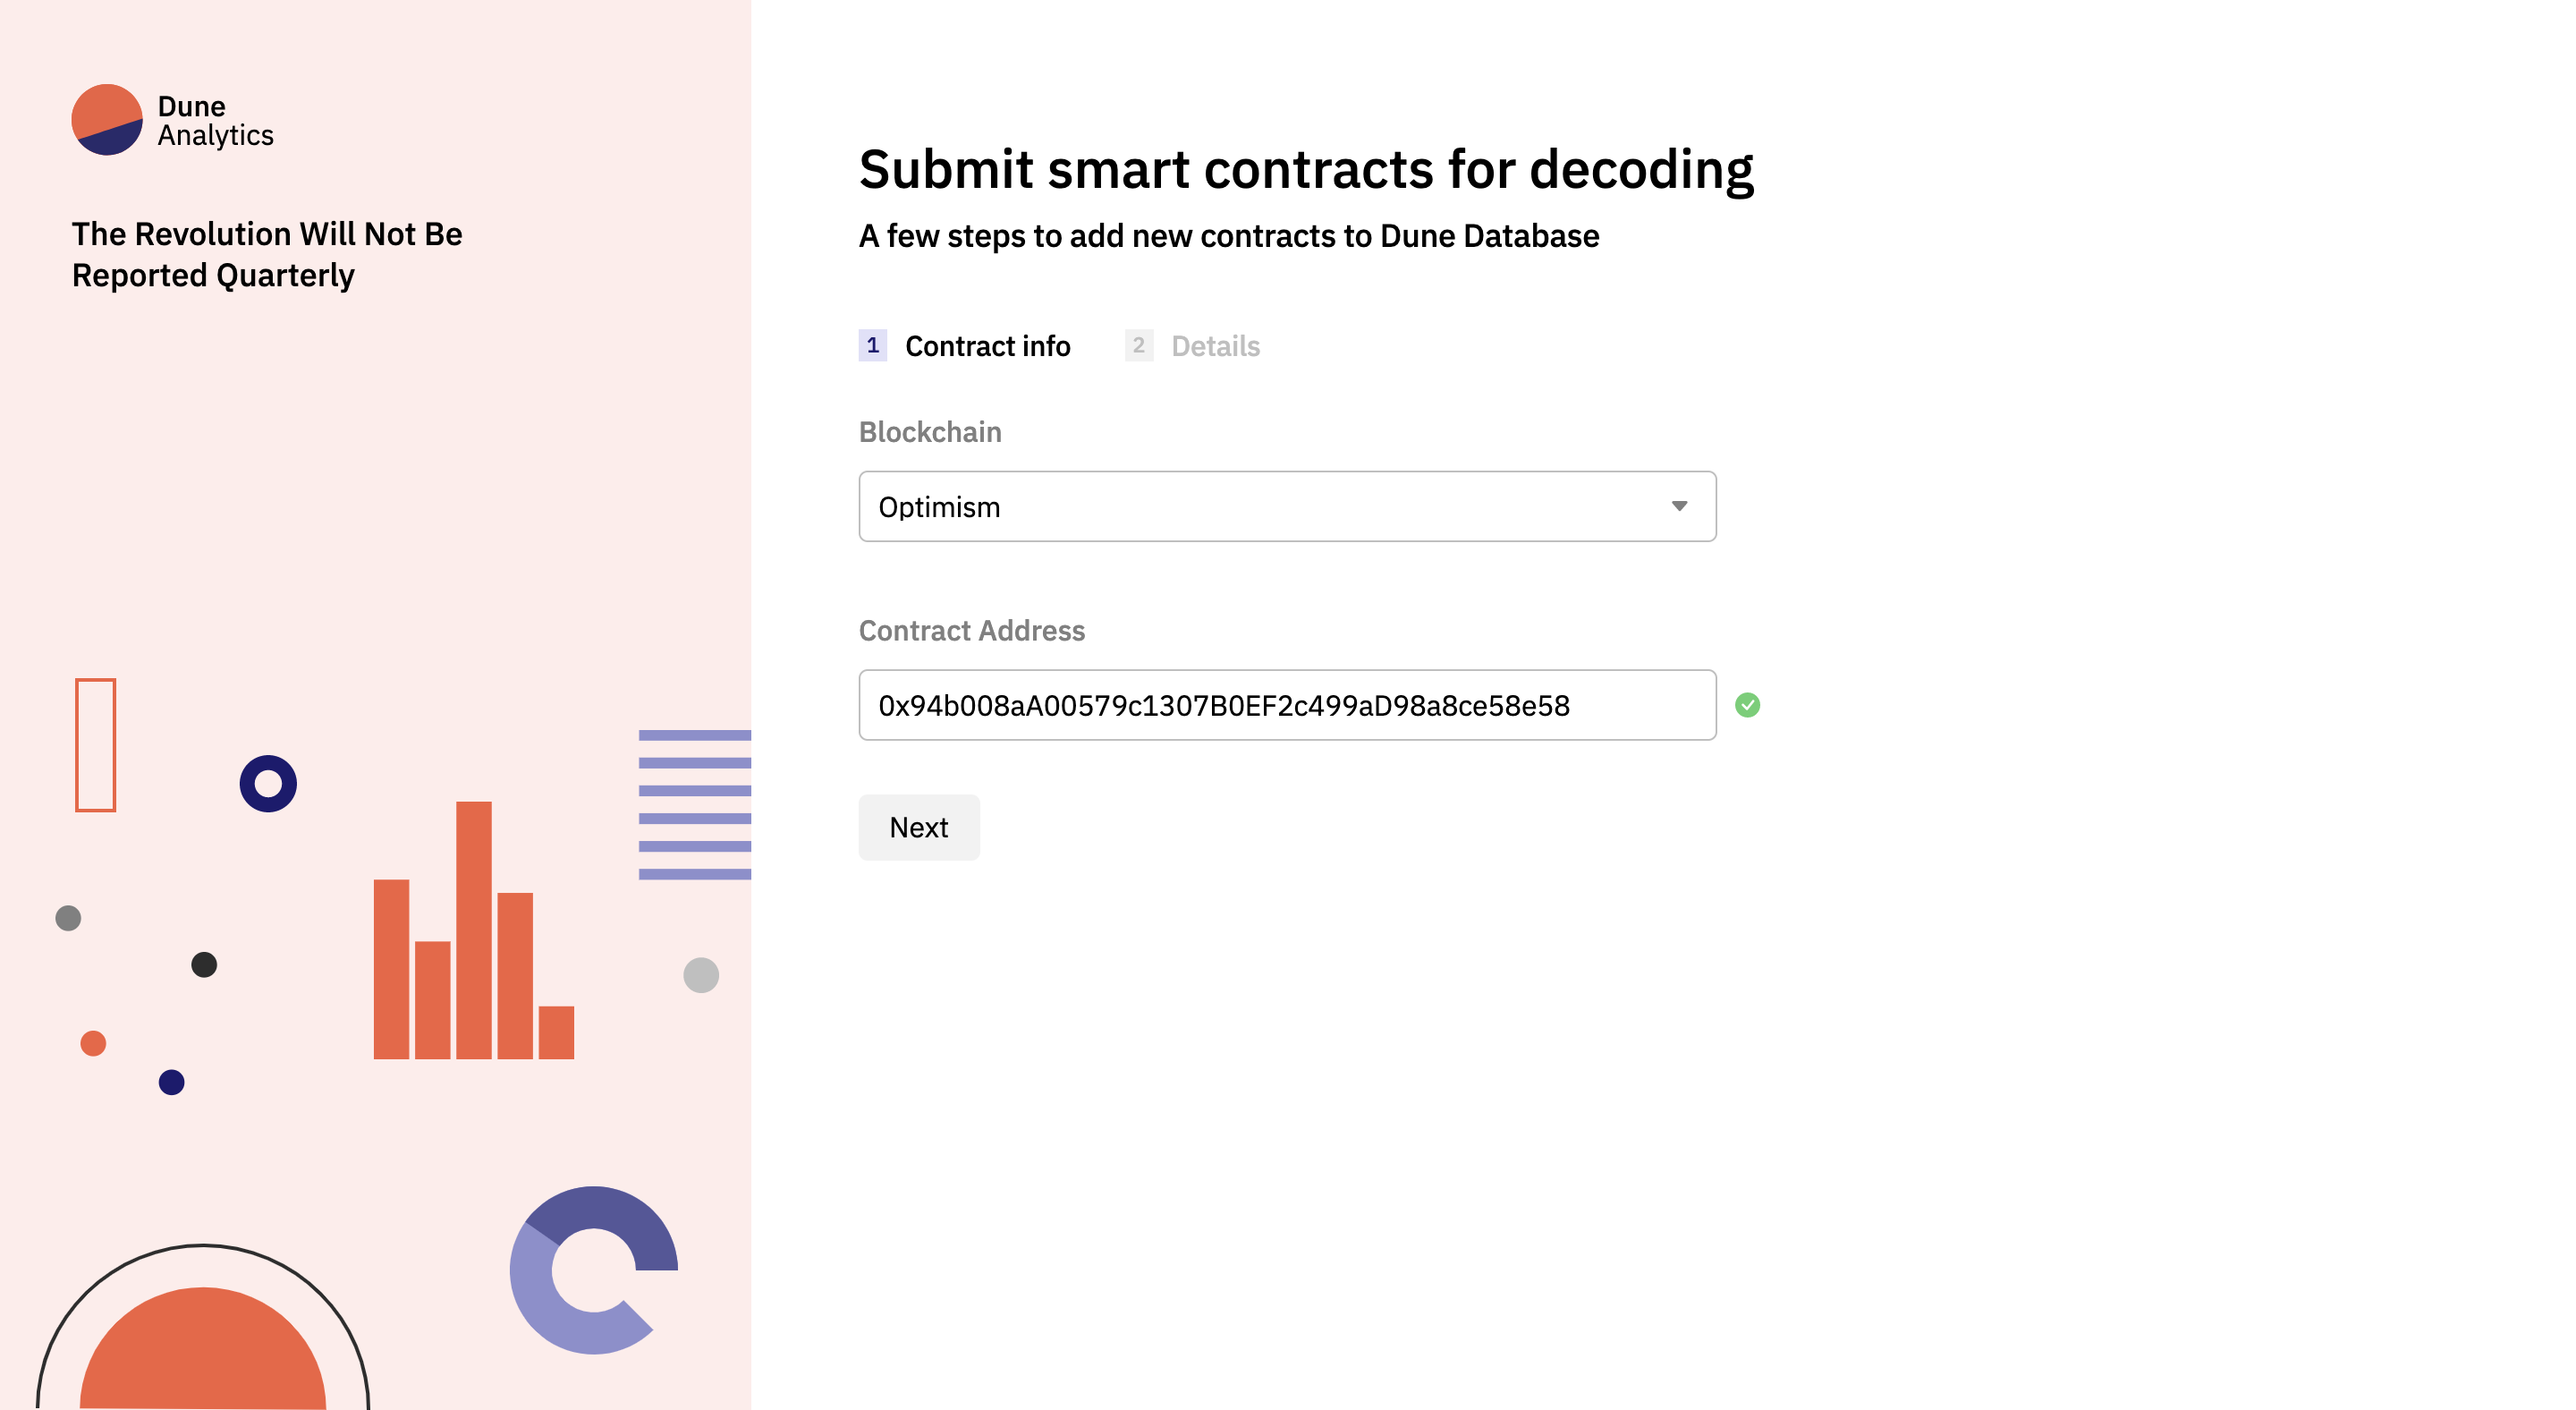 Dune
Analytics
The Revolution Will Not Be
Reported Quarterly
Submit smart contracts for decoding
A few steps to add new contracts to Dune Database
1 Contract info 2 Details
Blockchain
Optimism
Contract Address
0x94b008aA00579c1307B0EF2c499aD98a8ce58e58
Next